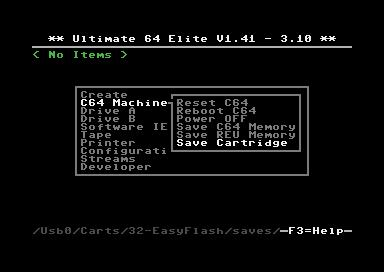 ** Ultimate 64 Elite V1.41 - 3.10 **
< No Items >
Create
C64 Machine
Drive A
Drive B
Software IE
Tape
Printer
Configurati
Streams
Developer
Reset C64
Reboot C64
Power OFF
Save C64 Memory
Save REU Memory
Save Cartridge
/Usb0/Carts/32-EasyFlash/saves/ F3=Help